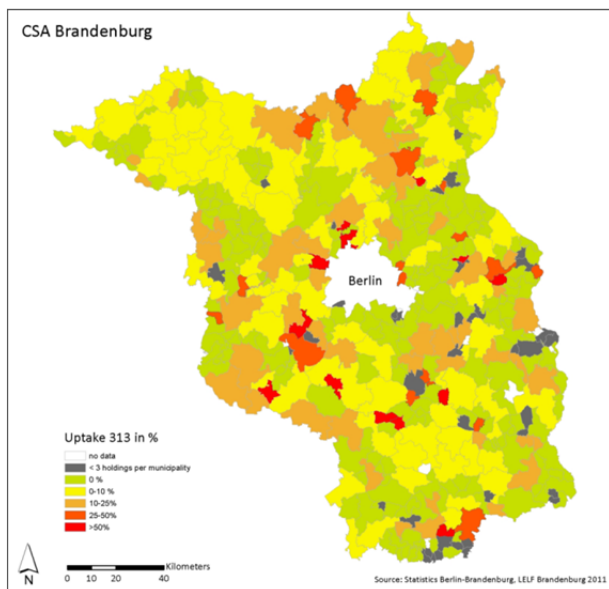 CSA Brandenburg
Berlin
Uptake 313 in %
no data
< 3 holdings per municipality
0 %
0-10 %
10-25%
25-50%
>50%
N
0 10 20 40 Kilometers
Source: Statistics Berlin-Brandenburg, LELF Brandenburg 2011